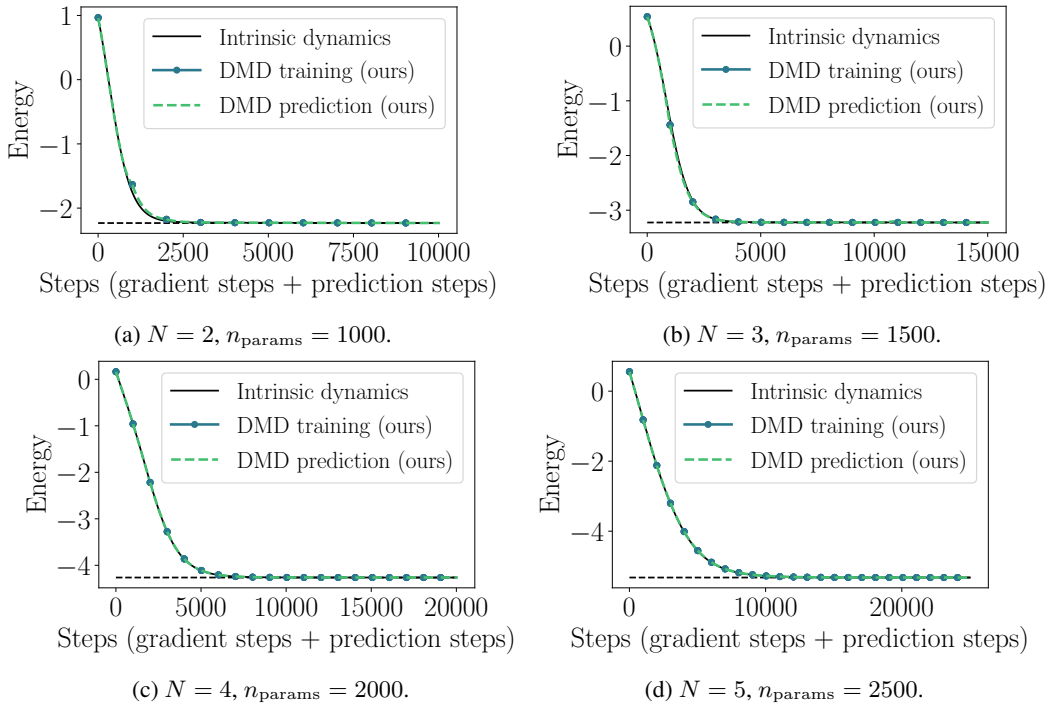 1
0
−1
−2
Energy
Intrinsic dynamics
DMD training (ours)
DMD prediction (ours)
0 2500 5000 7500 10000
Steps (gradient steps + prediction steps)
(a) N = 2, n_params = 1000.
0
−1
−2
−3
Energy
Intrinsic dynamics
DMD training (ours)
DMD prediction (ours)
0 5000 10000 15000
Steps (gradient steps + prediction steps)
(b) N = 3, n_params = 1500.
0
−1
−2
−3
−4
Energy
Intrinsic dynamics
DMD training (ours)
DMD prediction (ours)
0 5000 10000 15000 20000
Steps (gradient steps + prediction steps)
(c) N = 4, n_params = 2000.
0
−2
−4
Energy
Intrinsic dynamics
DMD training (ours)
DMD prediction (ours)
0 10000 20000
Steps (gradient steps + prediction steps)
(d) N = 5, n_params = 2500.